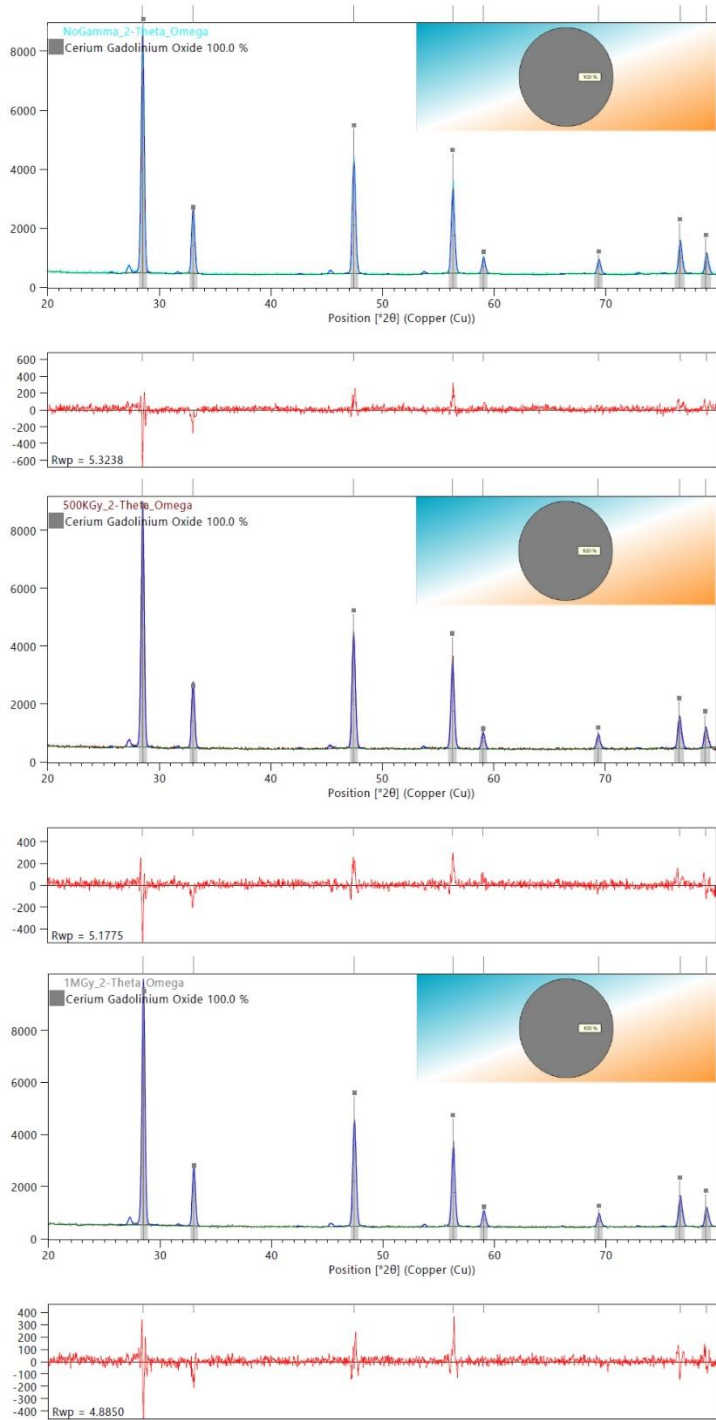 NoGamma_2-Theta_Omega
Cerium Gadolinium Oxide 100.0 %
100 %
8000
6000
4000
2000
0
20 30 40 50 60 70
Position [°2θ] (Copper (Cu))
600
400
200
0
-200
-400
-600
Rwp = 5.3238
500KGy_2-Theta_Omega
Cerium Gadolinium Oxide 100.0 %
100 %
8000
6000
4000
2000
0
20 30 40 50 60 70
Position [°2θ] (Copper (Cu))
400
200
0
-200
-400
Rwp = 5.1775
1MGy_2-Theta_Omega
Cerium Gadolinium Oxide 100.0 %
100 %
8000
6000
4000
2000
0
20 30 40 50 60 70
Position [°2θ] (Copper (Cu))
400
300
200
100
0
-100
-200
-300
-400
Rwp = 4.8850